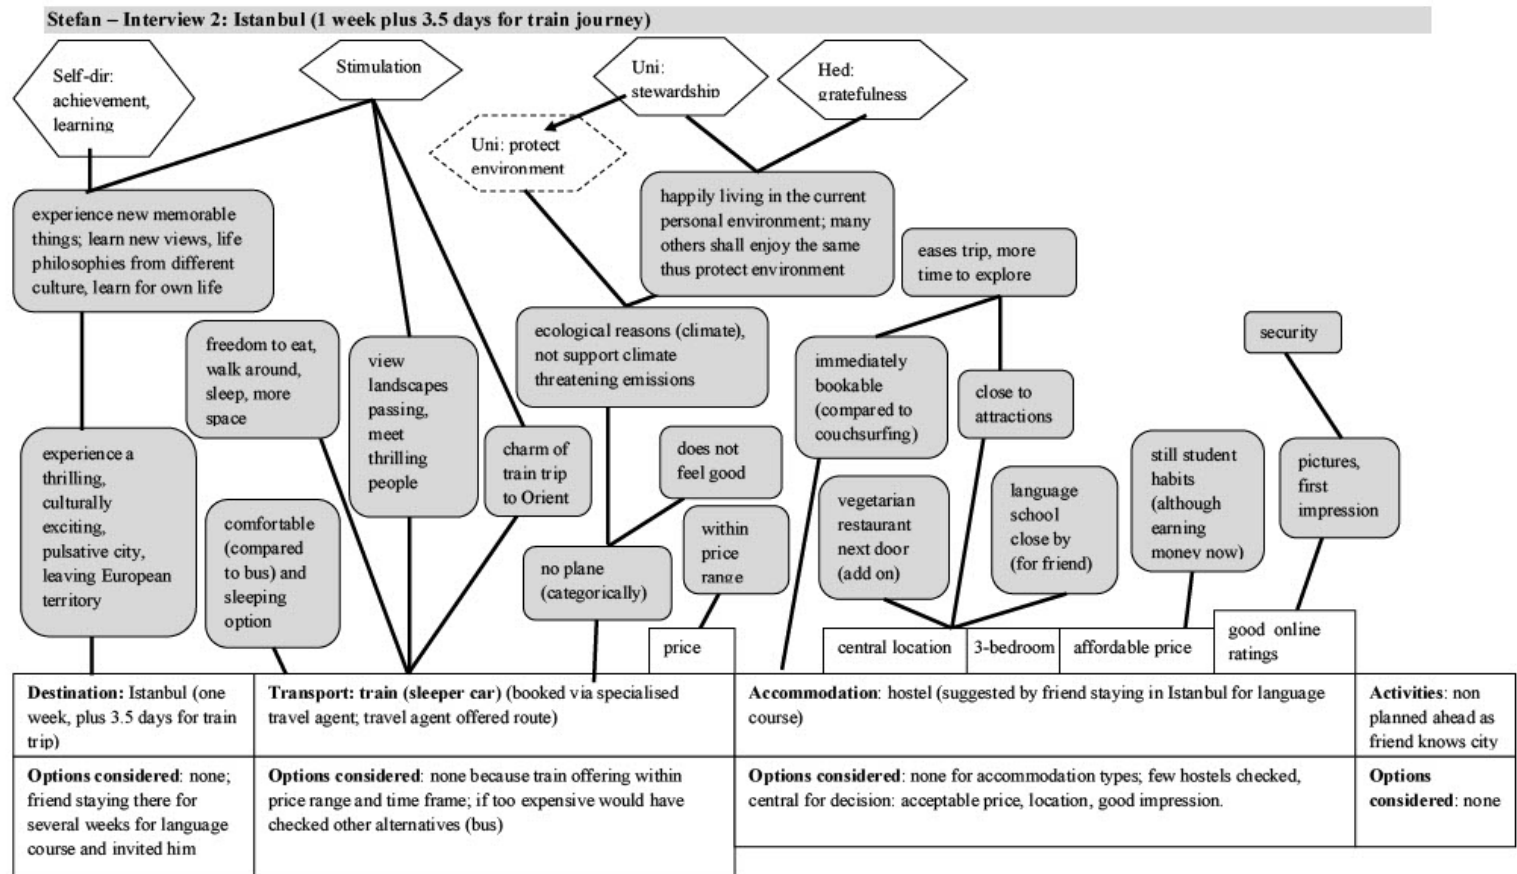 Stefan – Interview 2: Istanbul (1 week plus 3.5 days for train journey)
Self-dir:
achievement,
learning
Stimulation
Uni:
stewardship
Hed:
gratefulness
Uni: protect
environment
experience new memorable
things; learn new views, life
philosophies from different
culture, learn for own life
happily living in the current
personal environment; many
others shall enjoy the same
thus protect environment
eases trip, more
time to explore
freedom to eat,
walk around,
sleep, more
space
view
landscapes
passing,
meet
thrilling
people
ecological reasons (climate),
not support climate
threatening emissions
immediately
bookable
(compared to
couchsurfing)
close to
attractions
security
experience a
thrilling,
culturally
exciting,
pulsative city,
leaving European
territory
comfortable
(compared
to bus) and
sleeping
option
charm of
train trip
to Orient
does not
feel good
no plane
(categorically)
within
price
range
vegetarian
restaurant
next door
(add on)
language
school
close by
(for friend)
still student
habits
(although
earning
money now)
pictures,
first
impression
price
central location
3-bedroom
affordable price
good online
ratings
Destination: Istanbul (one
week, plus 3.5 days for train
trip)
Transport: train (sleeper car) (booked via specialised
travel agent; travel agent offered route)
Accommodation: hostel (suggested by friend staying in Istanbul for language
course)
Activities: non
planned ahead as
friend knows city
Options considered: none;
friend staying there for
several weeks for language
course and invited him
Options considered: none because train offering within
price range and time frame; if too expensive would have
checked other alternatives (bus)
Options considered: none for accommodation types; few hostels checked,
central for decision: acceptable price, location, good impression.
Options
considered: none